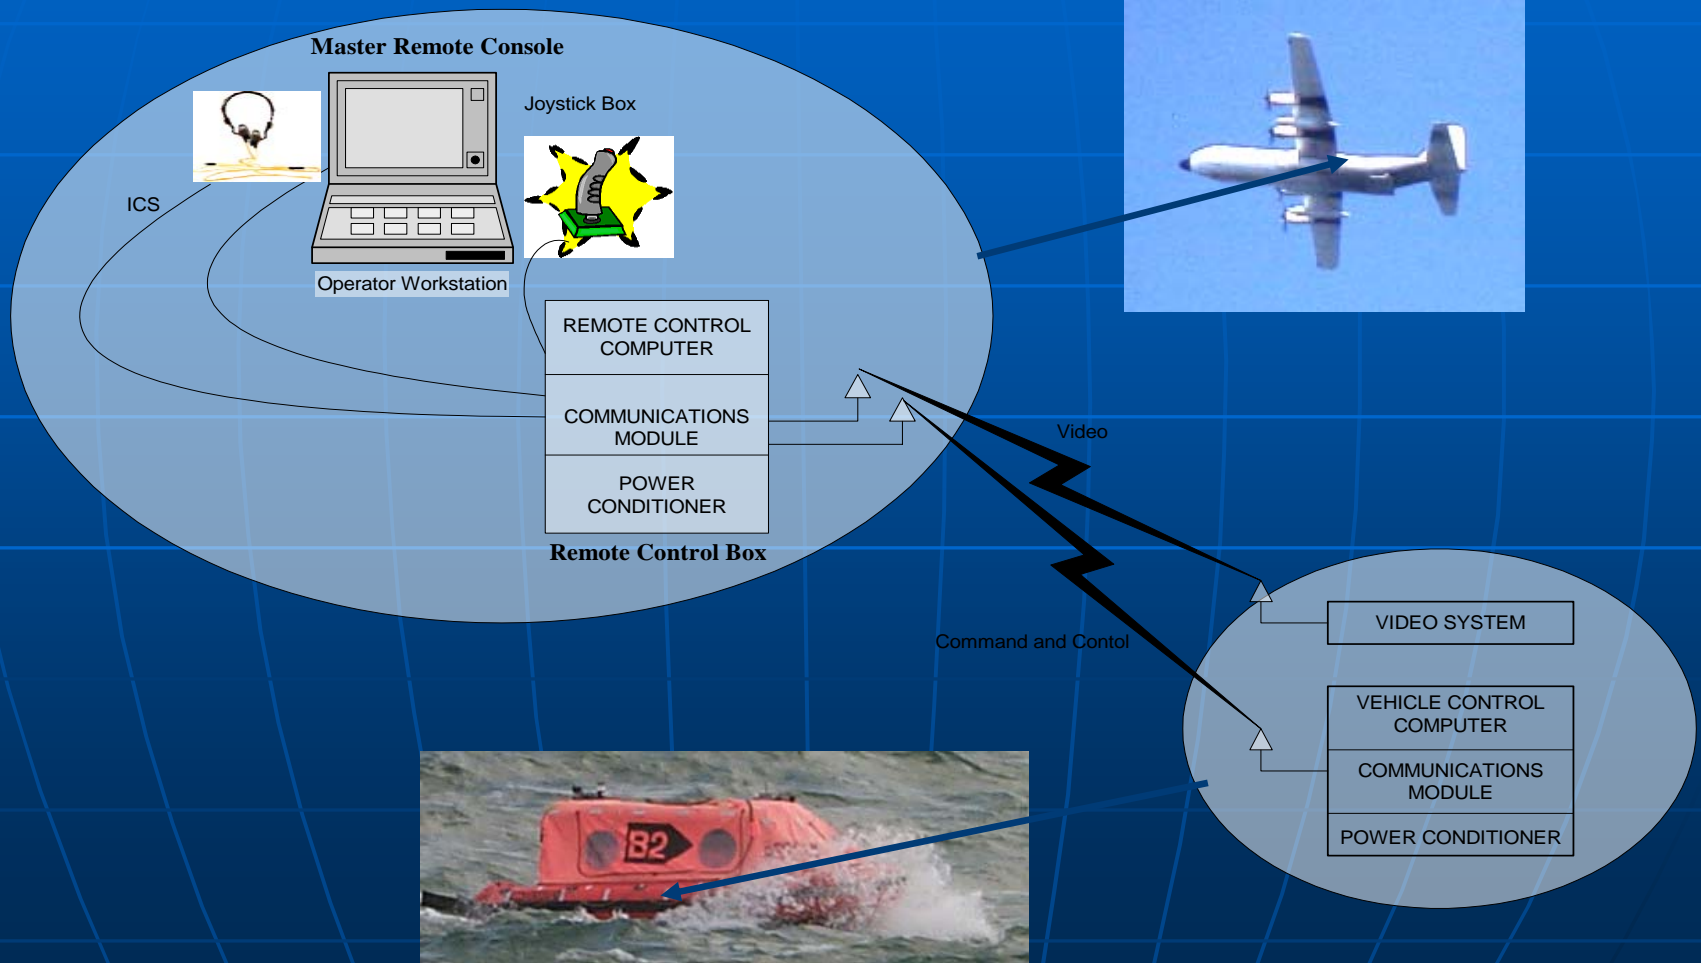 Master Remote Console
Joystick Box
ICS
Operator Workstation
REMOTE CONTROL
COMPUTER
COMMUNICATIONS
MODULE
POWER
CONDITIONER
Remote Control Box
Video
Command and Contol
VIDEO SYSTEM
VEHICLE CONTROL
COMPUTER
COMMUNICATIONS
MODULE
POWER CONDITIONER
82